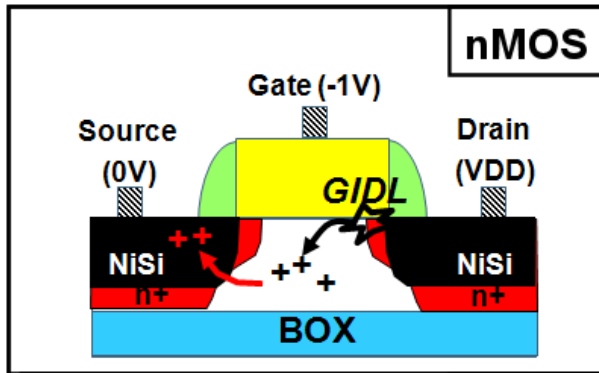 nMOS
Gate (-1V)
Source
(0V)
Drain
(VDD)
GIDL
++
NiSi
+++
NiSi
n+
n+
BOX